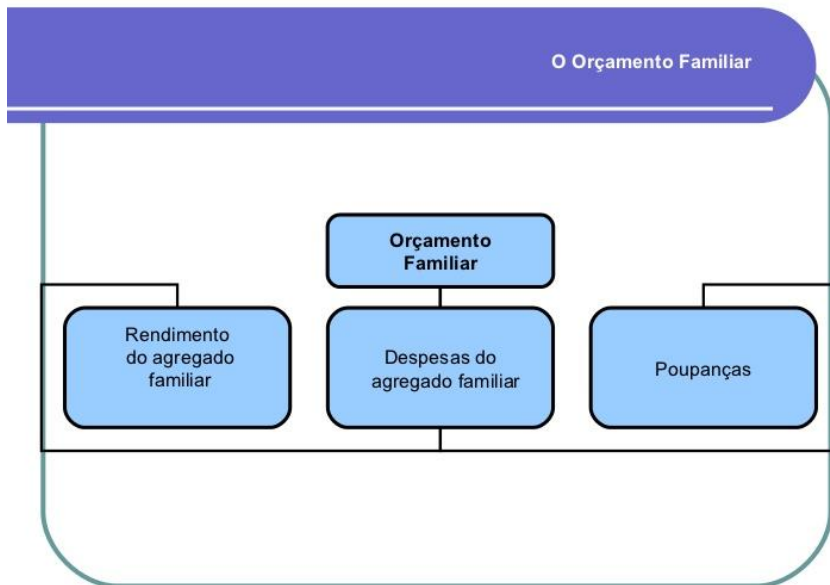 O Orçamento Familiar
Orçamento
Familiar
Rendimento
do agregado
familiar
Despesas do
agregado familiar
Poupanças